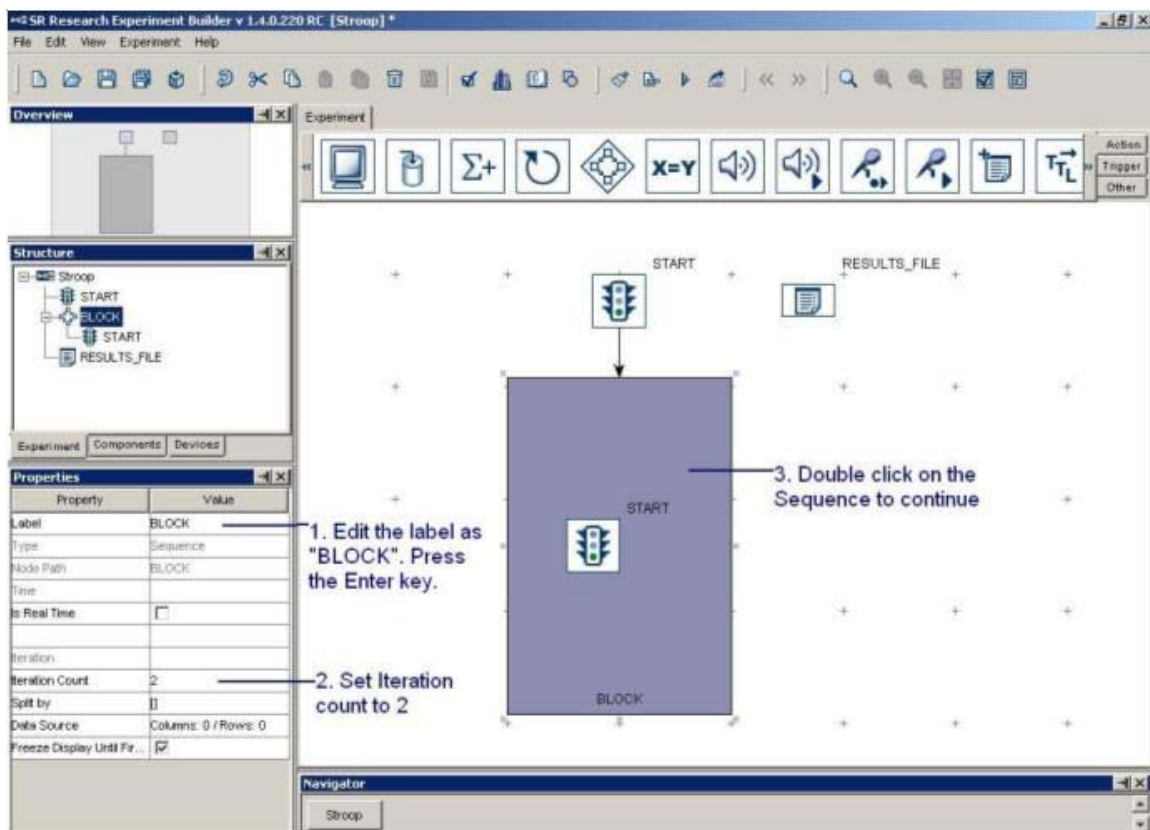 SR Research Experiment Builder v 1.4.0.220 RC [Stroop] *
File Edit View Experiment Help
Overview
Experiment
X=Y
Σ+
TTL
Action
Trigger
Other
Structure
Stroop
START
BLOCK
START
RESULTS_FILE
Experiment Components Devices
Properties
Property Value
Label BLOCK
Type Sequence
Node Path BLOCK
Time
Is Real Time
Iteration
Iteration Count 2
Split by []
Data Source Columns: 0 / Rows: 0
Freeze Display Until Fir...
START
RESULTS_FILE
START
BLOCK
1. Edit the label as
"BLOCK". Press
the Enter key.
2. Set Iteration
count to 2
3. Double click on the
Sequence to continue
Navigator
Stroop